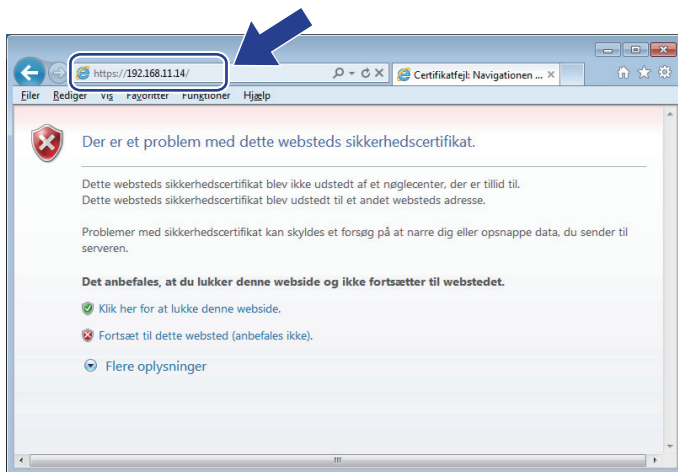 https://192.168.11.14/
Certifikatfejl: Navigationen ...
Filer Rediger Vis Favoritter Funktioner Hjælp
Der er et problem med dette websteds sikkerhedscertifikat.
Dette websteds sikkerhedscertifikat blev ikke udstedt af et nøglecenter, der er tillid til.
Dette websteds sikkerhedscertifikat blev udstedt til et andet websteds adresse.
Problemer med sikkerhedscertifikat kan skyldes et forsøg på at narre dig eller opsnappe data, du sender til
serveren.
Det anbefales, at du lukker denne webside og ikke fortsætter til webstedet.
Klik her for at lukke denne webside.
Fortsæt til dette websted (anbefales ikke).
Flere oplysninger